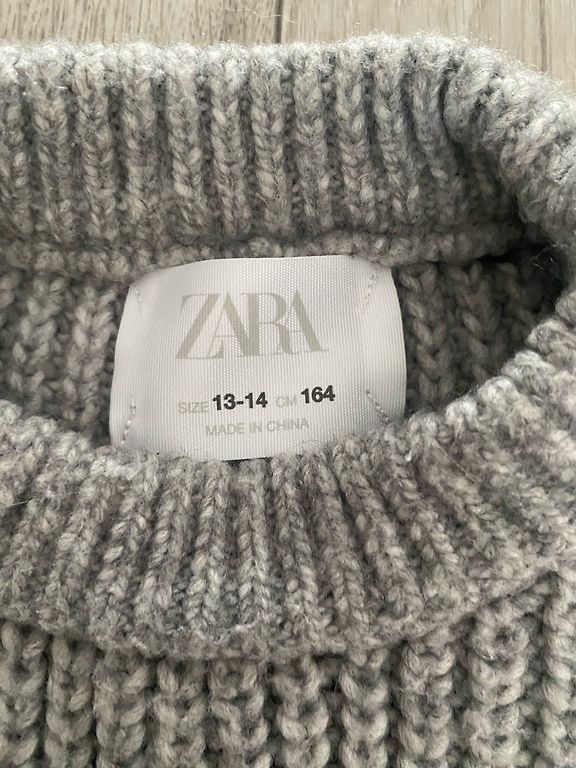 ZARA
SIZE 13-14 CM 164
MADE IN CHINA